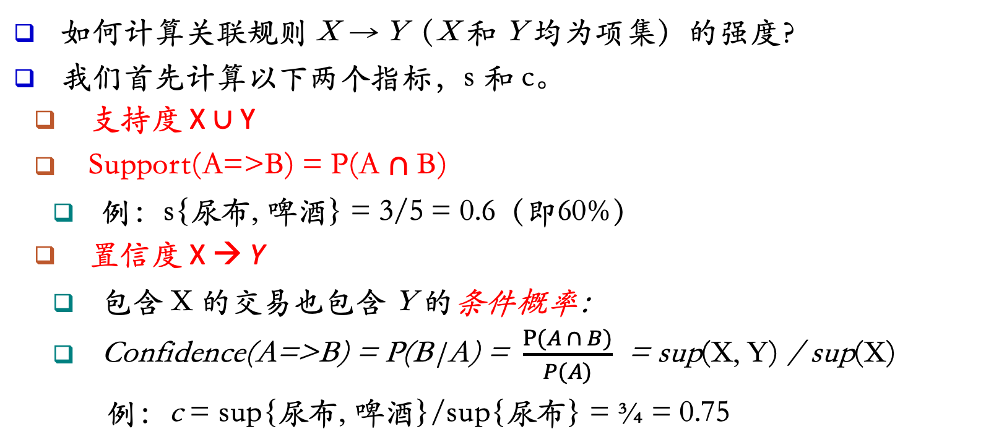 如何计算关联规则 X → Y（X和 Y均为项集）的强度?
我们首先计算以下两个指标，s 和 c。
支持度 X ∪ Y
Support(A=>B) = P(A ∩ B)
例：s{尿布, 啤酒} = 3/5 = 0.6（即60%）
置信度 X → Y
包含 X 的交易也包含 Y 的条件概率：
Confidence(A=>B) = P(B|A) = P(A ∩ B)/P(A) = sup(X, Y) / sup(X)
例：c = sup{尿布, 啤酒}/sup{尿布} = ¾ = 0.75